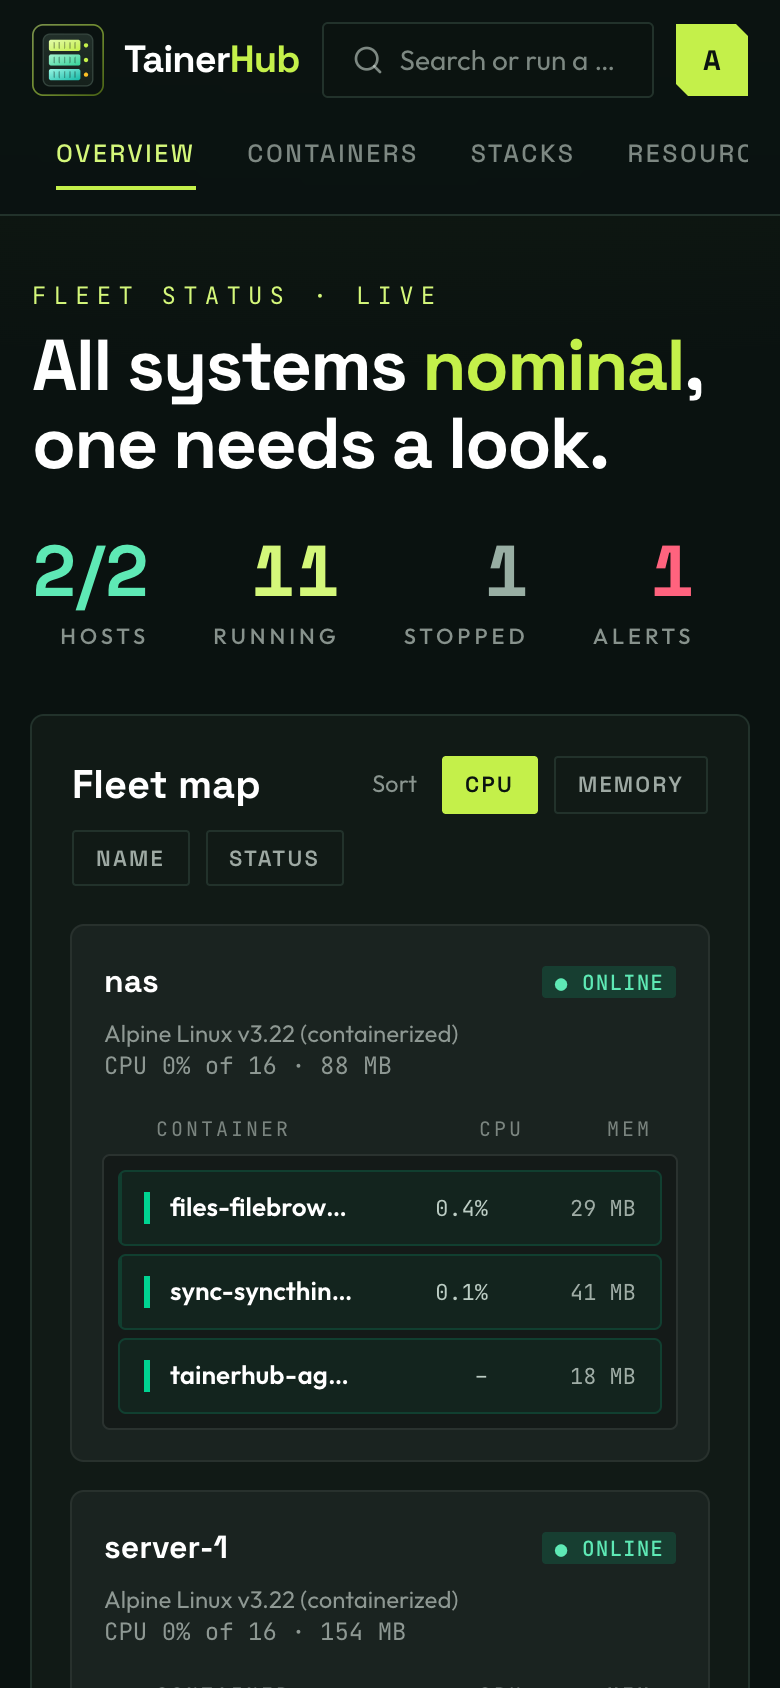 TainerHub
Search or run a ...
A
OVERVIEW CONTAINERS STACKS RESOURC
FLEET STATUS · LIVE
All systems nominal,
one needs a look.
2/2 11 1 1
HOSTS RUNNING STOPPED ALERTS
Fleet map
Sort CPU MEMORY
NAME STATUS
nas
● ONLINE
Alpine Linux v3.22 (containerized)
CPU 0% of 16 · 88 MB
CONTAINER CPU MEM
files-filebrow... 0.4% 29 MB
sync-syncthin... 0.1% 41 MB
tainerhub-ag... – 18 MB
server-1
● ONLINE
Alpine Linux v3.22 (containerized)
CPU 0% of 16 · 154 MB